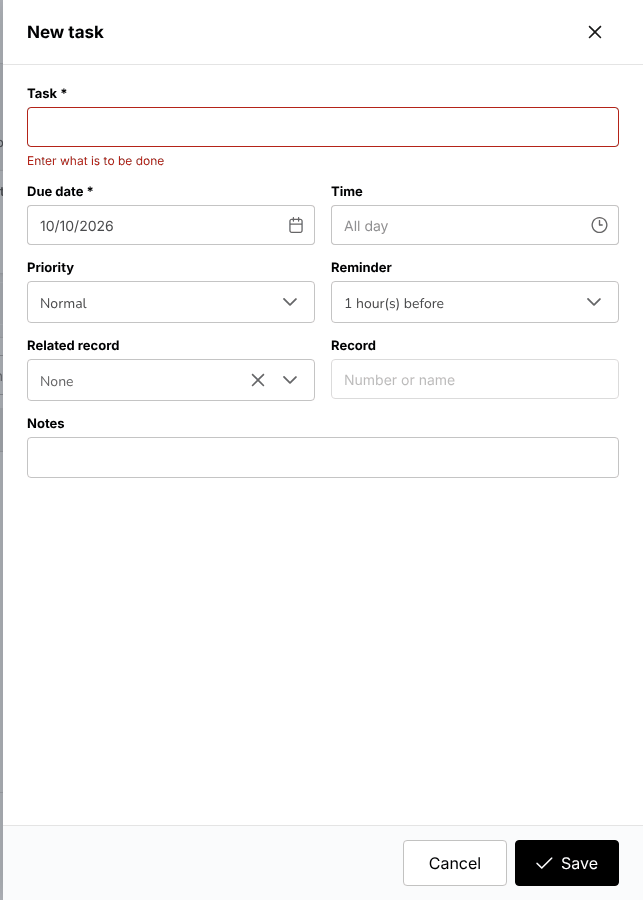 New task
Task *
Enter what is to be done
Due date * Time
10/10/2026 All day
Priority Reminder
Normal 1 hour(s) before
Related record Record
None Number or name
Notes
Cancel Save